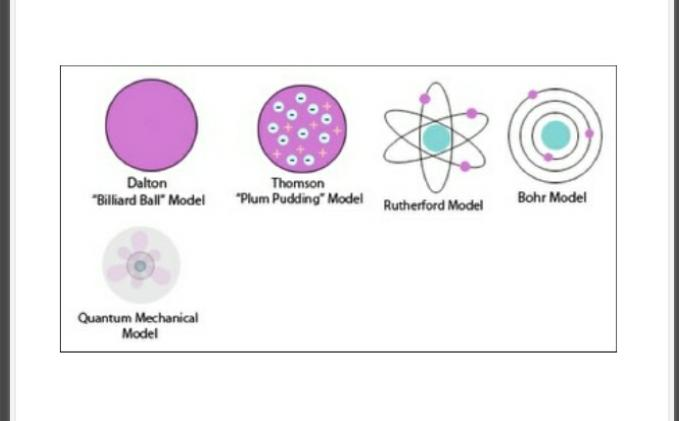 Dalton
"Billiard Ball" Model
Thomson
"Plum Pudding" Model
Rutherford Model
Bohr Model
Quantum Mechanical
Model